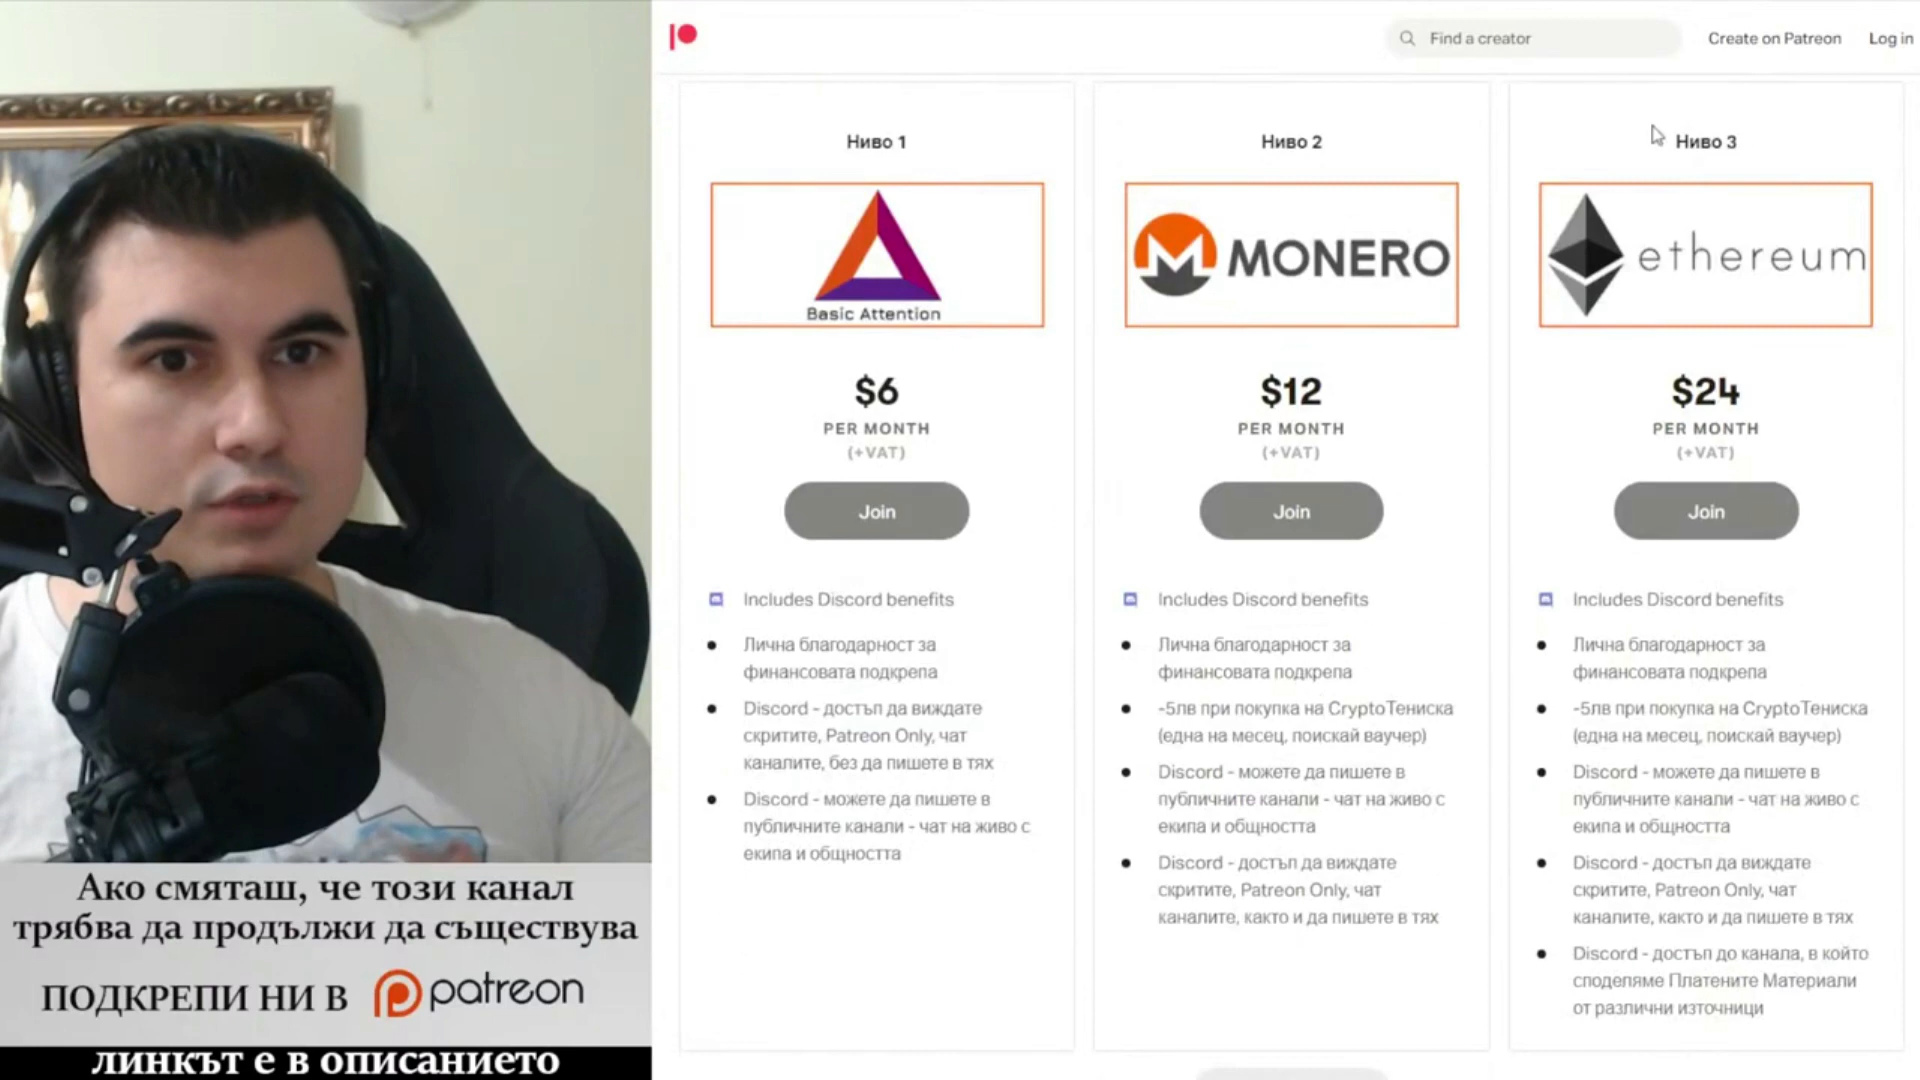 Find a creator
Create on Patreon
Log in
Ниво 1
Basic Attention
$6
PER MONTH
(+VAT)
Join
Includes Discord benefits
Лична благодарност за
финансовата подкрепа
Discord - достъп да виждате
скритите, Patreon Only, чат
каналите, без да пишете в тях
Discord - можете да пишете в
публичните канали - чат на живо с
екипа и общността
Ниво 2
MONERO
$12
PER MONTH
(+VAT)
Join
Includes Discord benefits
Лична благодарност за
финансовата подкрепа
-5лв при покупка на CryptoТениска
(една на месец, поискай ваучер)
Discord - можете да пишете в
публичните канали - чат на живо с
екипа и общността
Discord - достъп да виждате
скритите, Patreon Only, чат
каналите, както и да пишете в тях
Ниво 3
ethereum
$24
PER MONTH
(+VAT)
Join
Includes Discord benefits
Лична благодарност за
финансовата подкрепа
-5лв при покупка на CryptoТениска
(една на месец, поискай ваучер)
Discord - можете да пишете в
публичните канали - чат на живо с
екипа и общността
Discord - достъп да виждате
скритите, Patreon Only, чат
каналите, както и да пишете в тях
Discord - достъп до канала, в който
споделяме Платените Материали
от различни източници
Ако смяташ, че този канал
трябва да продължи да съществува
ПОДКРЕПИ НИ В patreon
линкът е в описанието